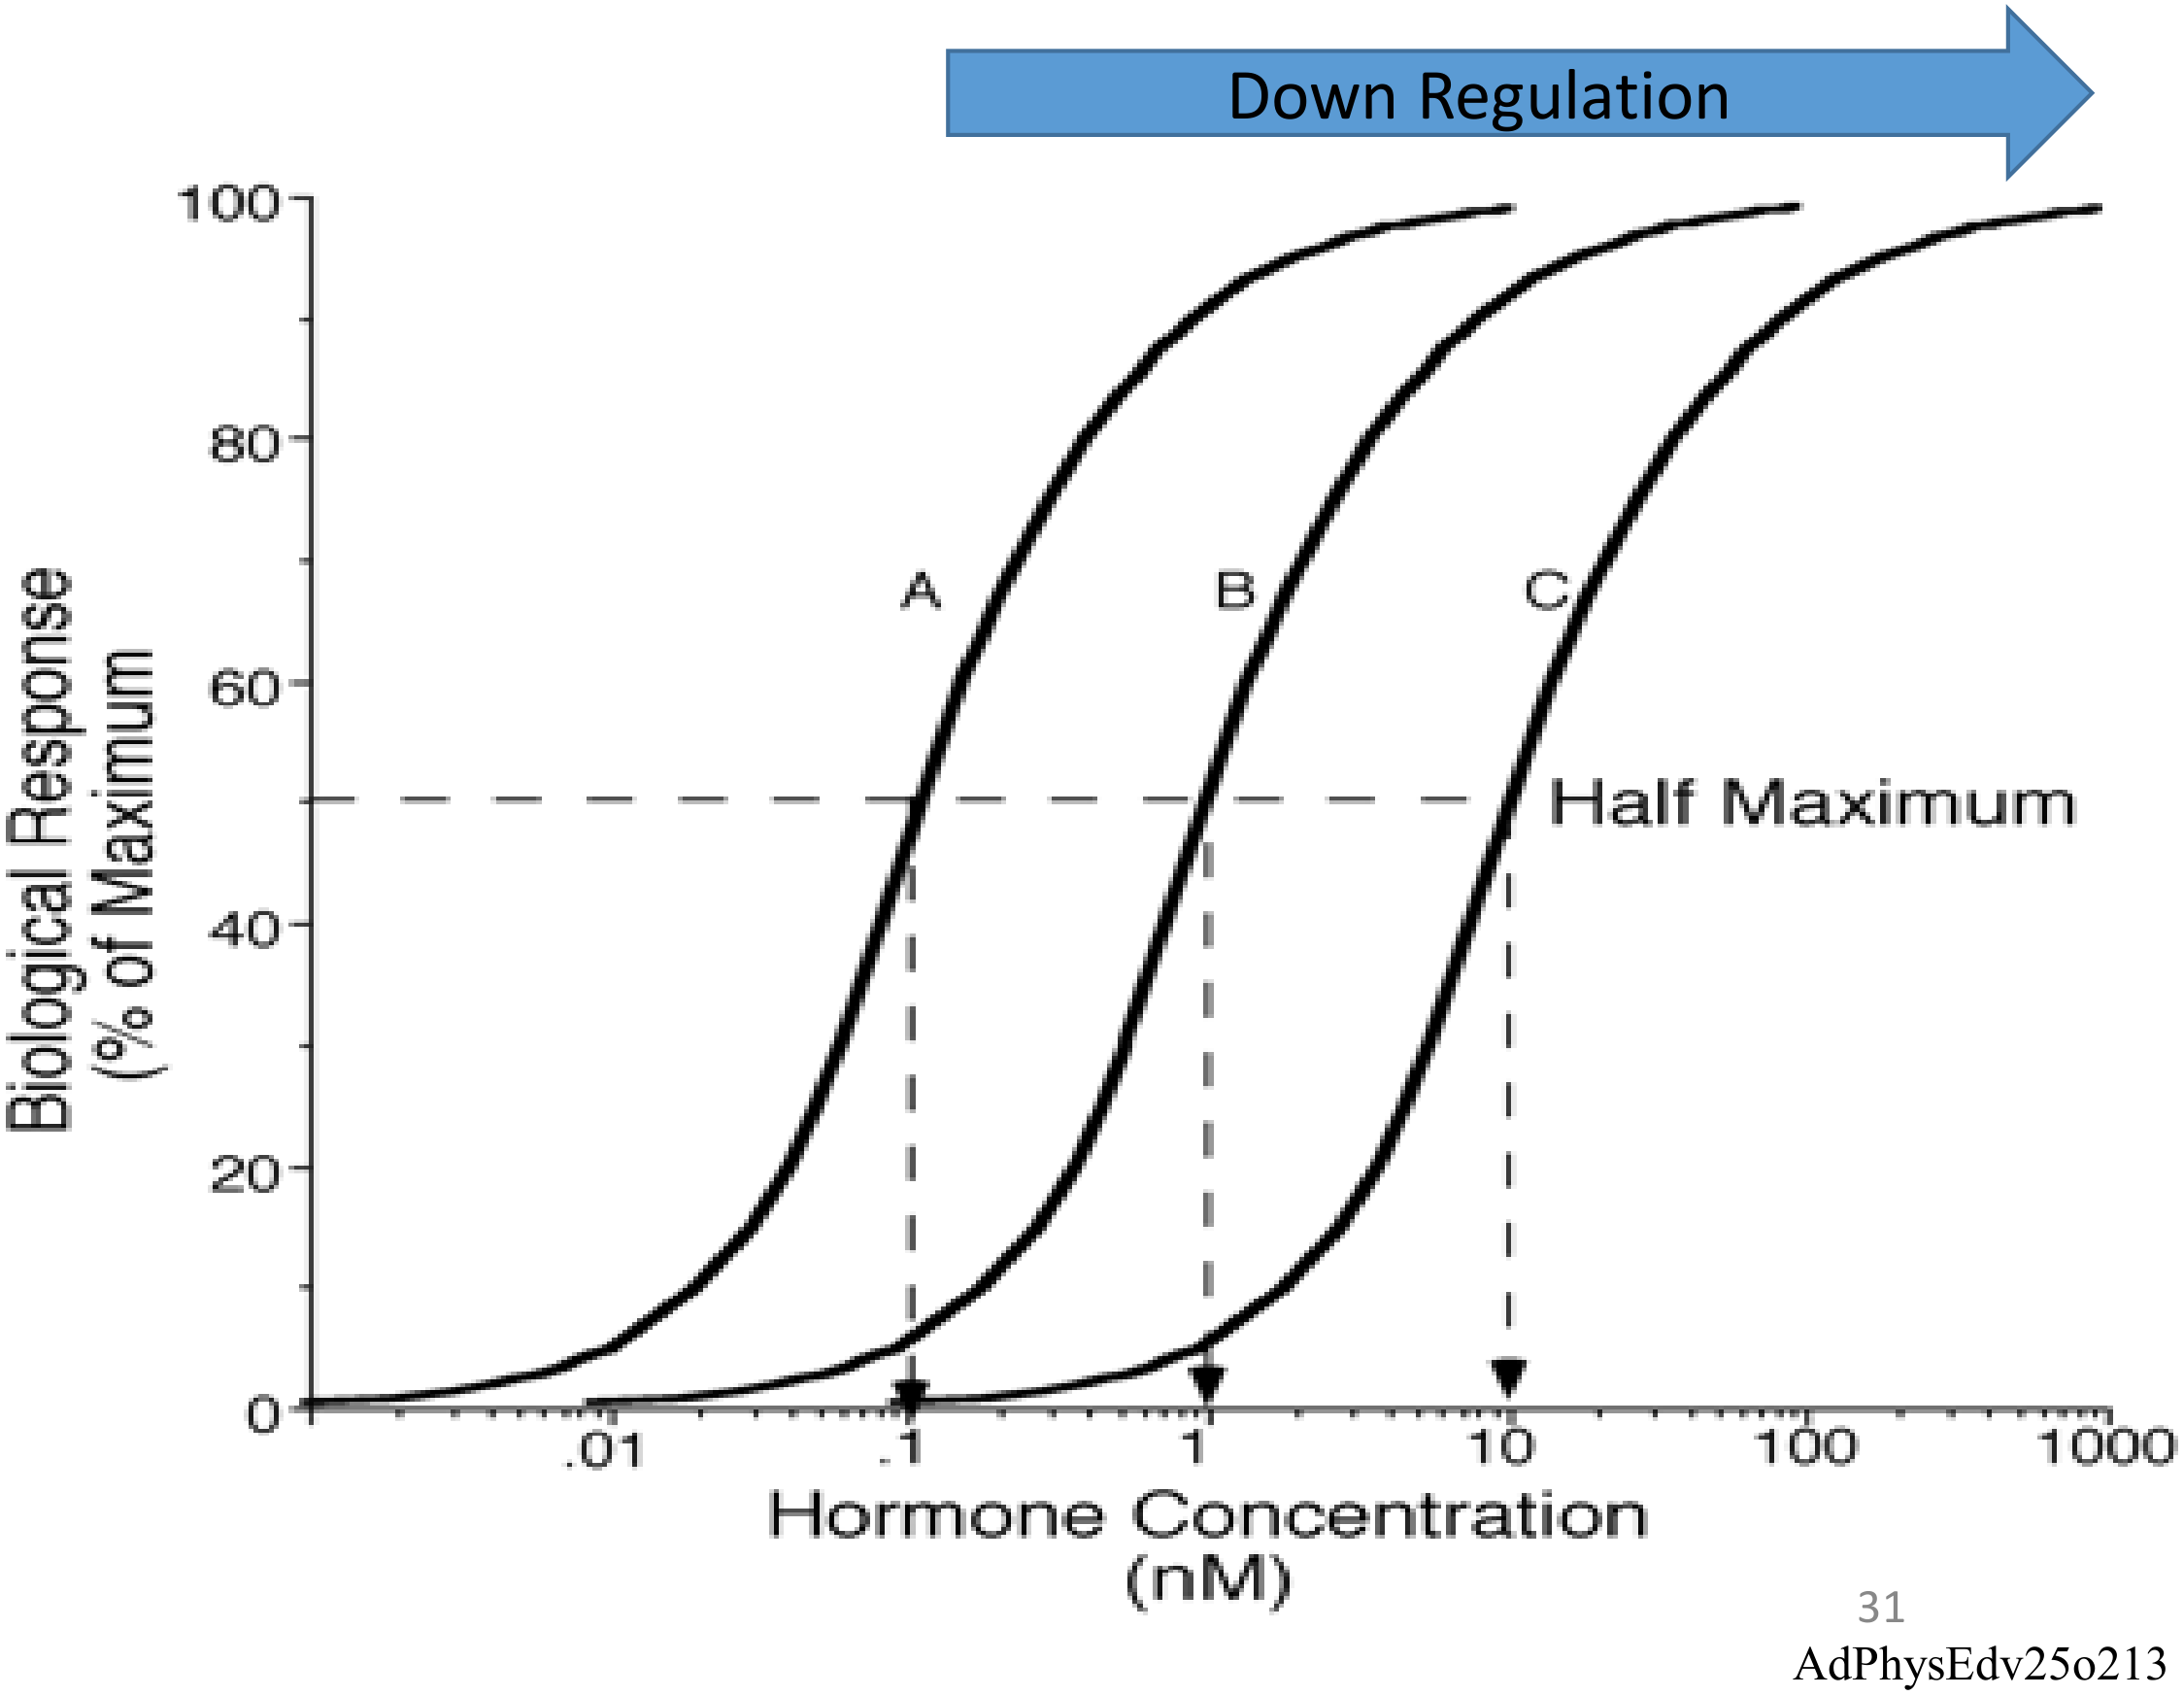 Down Regulation
100
80
60
40
20
0
Biological Response
(% of Maximum
A
B
C
Half Maximum
.01
.1
1
10
100
1000
Hormone Concentration
(nM)
31
AdPhysEdv25o213